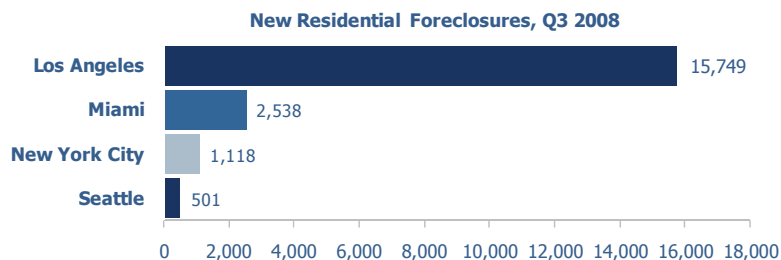 New Residential Foreclosures, Q3 2008
Los Angeles 15,749
Miami 2,538
New York City 1,118
Seattle 501
0 2,000 4,000 6,000 8,000 10,000 12,000 14,000 16,000 18,000